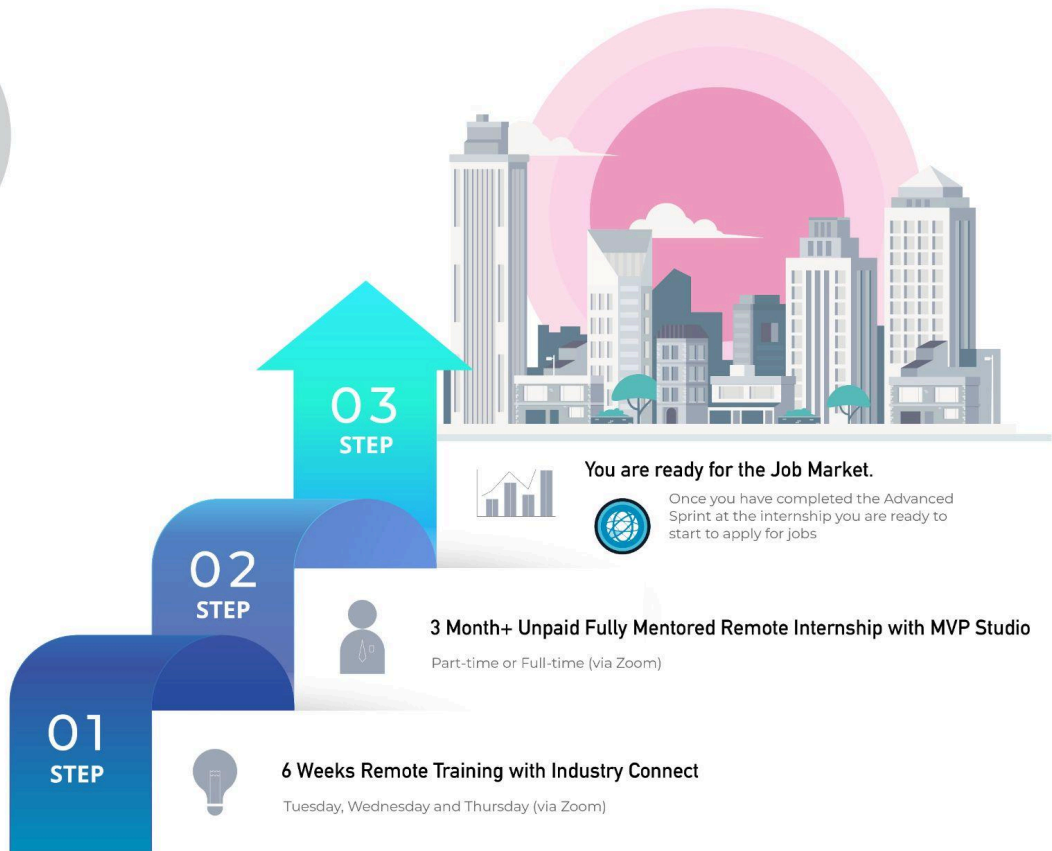 03
STEP
You are ready for the Job Market.
Once you have completed the Advanced
Sprint at the internship you are ready to
start to apply for jobs
02
STEP
3 Month+ Unpaid Fully Mentored Remote Internship with MVP Studio
Part-time or Full-time (via Zoom)
01
STEP
6 Weeks Remote Training with Industry Connect
Tuesday, Wednesday and Thursday (via Zoom)